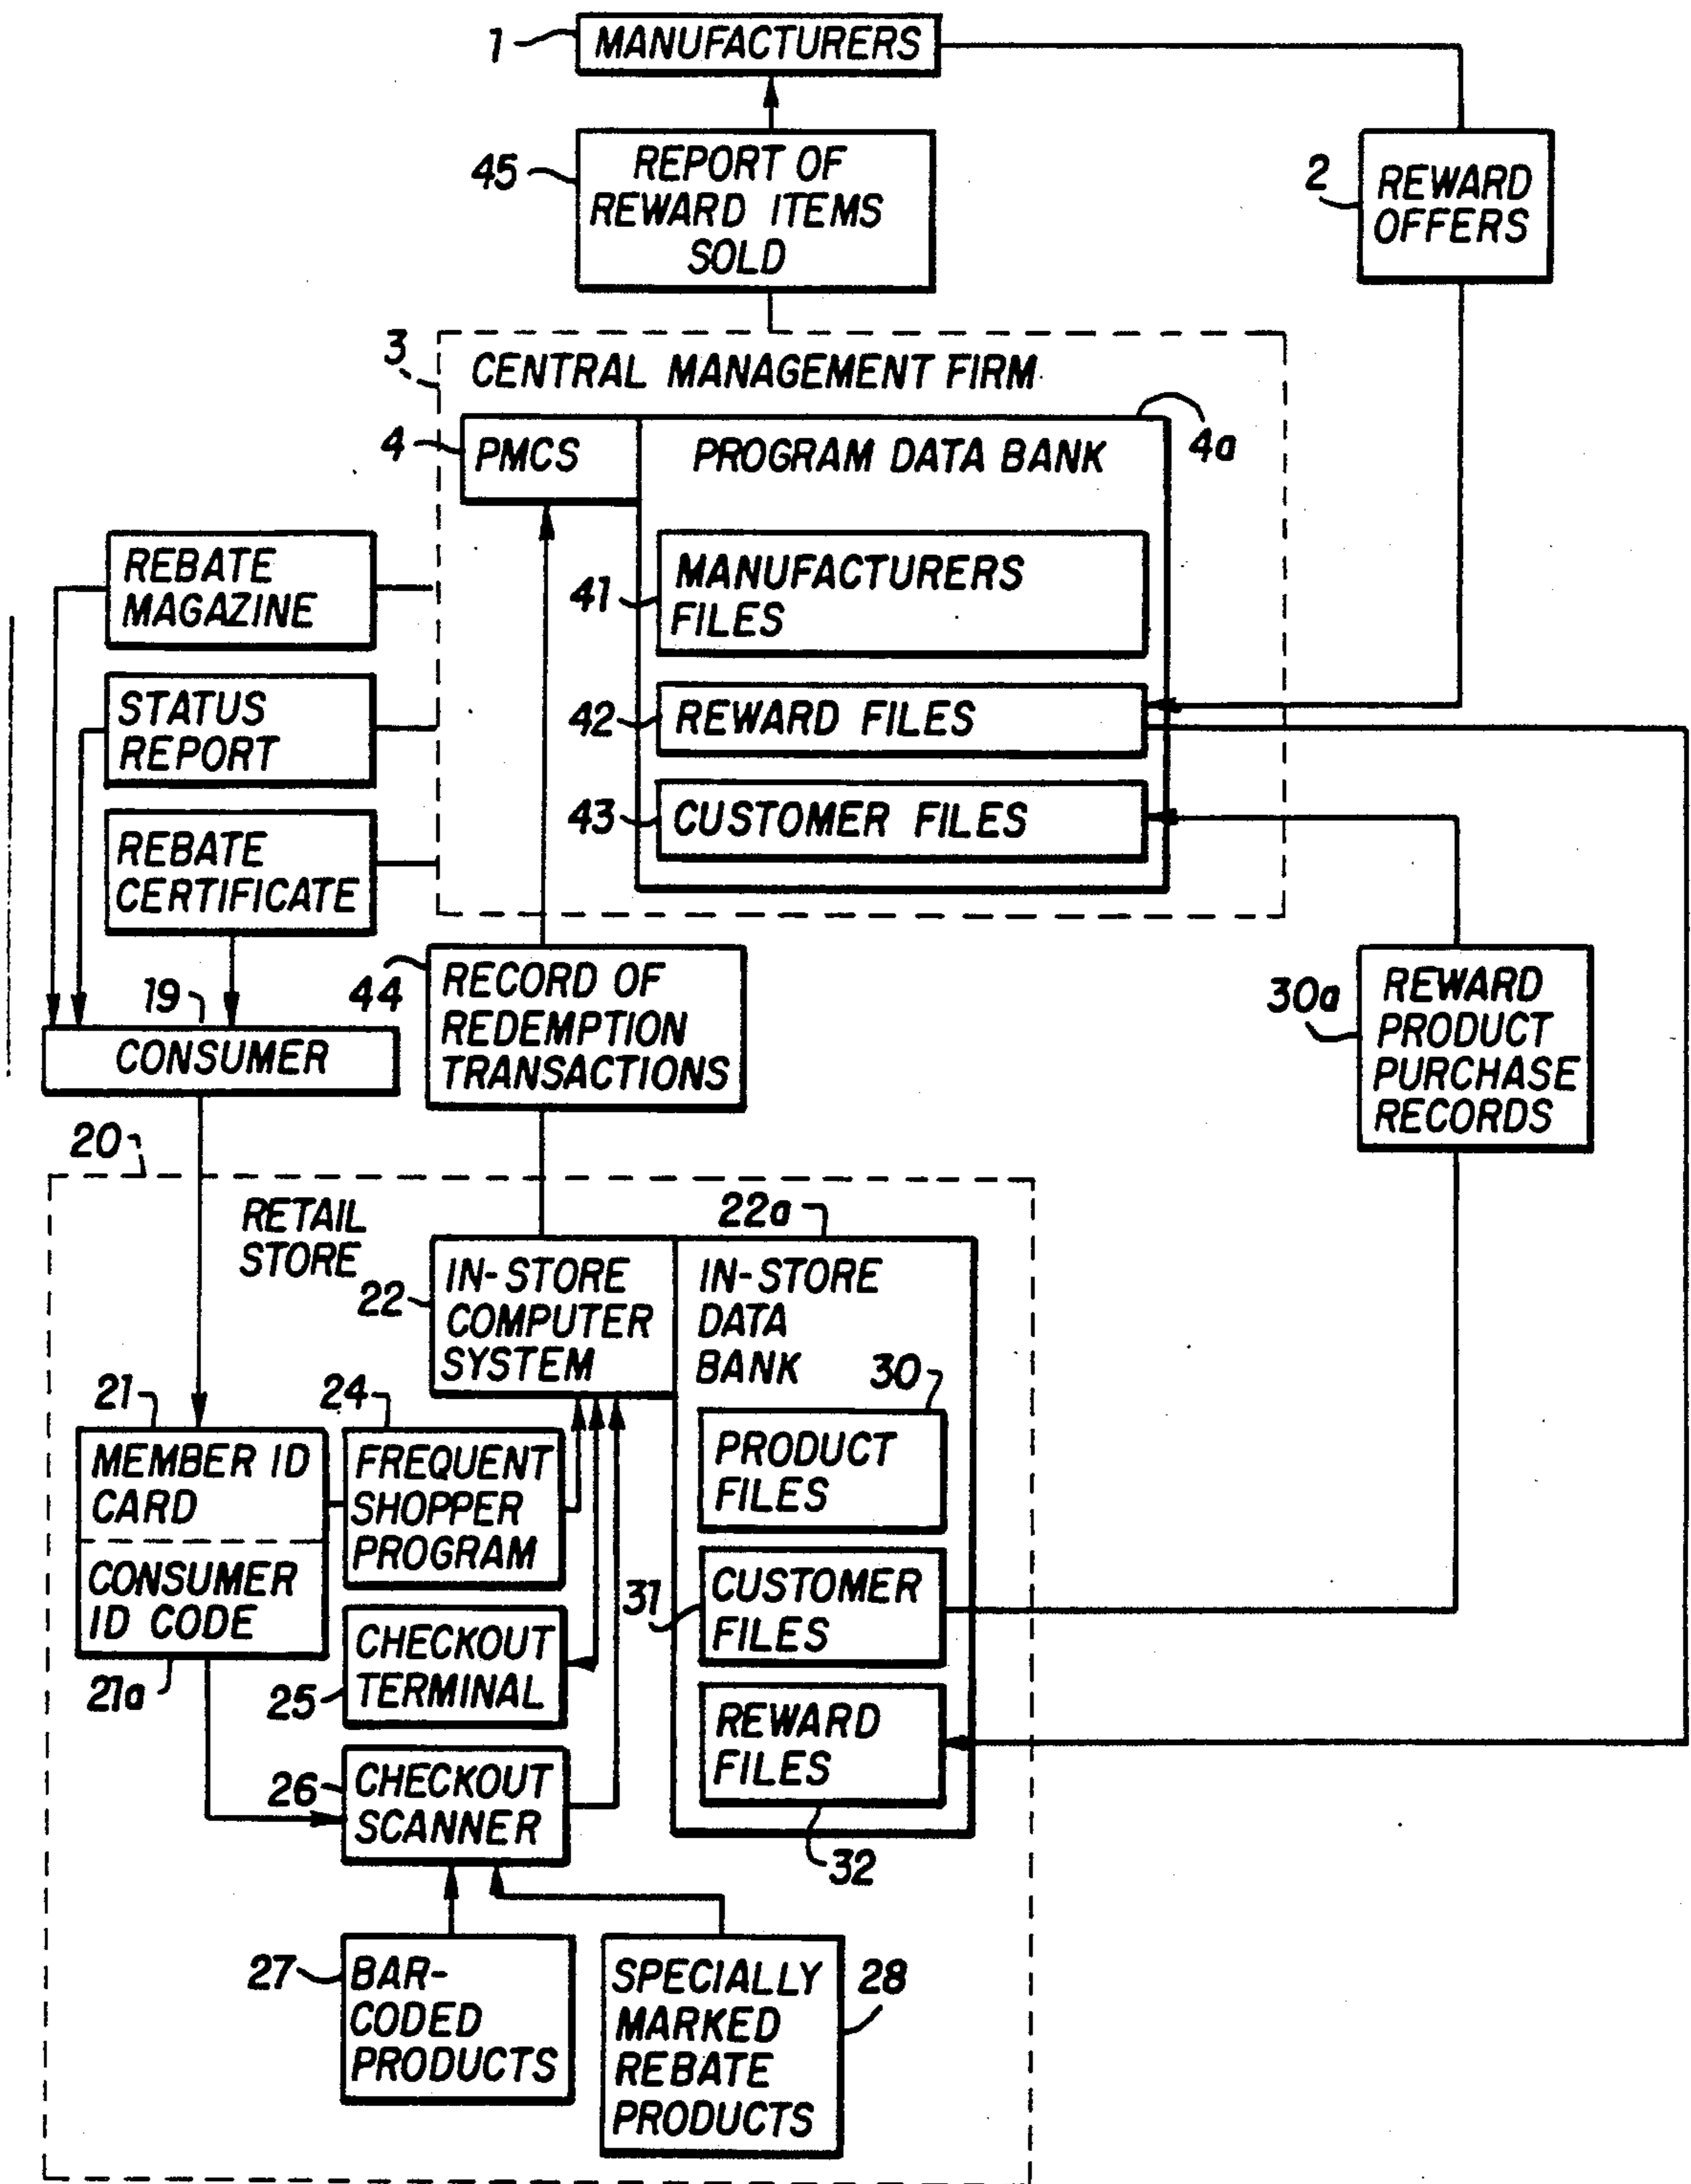 1
MANUFACTURERS
45
REPORT OF
REWARD ITEMS
SOLD
2
REWARD
OFFERS
3
CENTRAL MANAGEMENT FIRM
4
PMCS
PROGRAM DATA BANK
4a
REBATE
MAGAZINE
41
MANUFACTURERS
FILES
STATUS
REPORT
42
REWARD FILES
REBATE
CERTIFICATE
43
CUSTOMER FILES
19
CONSUMER
44
RECORD OF
REDEMPTION
TRANSACTIONS
30a
REWARD
PRODUCT
PURCHASE
RECORDS
20
RETAIL
STORE
22
IN-STORE
COMPUTER
SYSTEM
22a
IN-STORE
DATA
BANK
21
MEMBER ID
CARD
CONSUMER
ID CODE
21a
24
FREQUENT
SHOPPER
PROGRAM
30
PRODUCT
FILES
25
CHECKOUT
TERMINAL
31
CUSTOMER
FILES
26
CHECKOUT
SCANNER
REWARD
FILES
32
27
BAR-
CODED
PRODUCTS
SPECIALLY
MARKED
REBATE
PRODUCTS
28